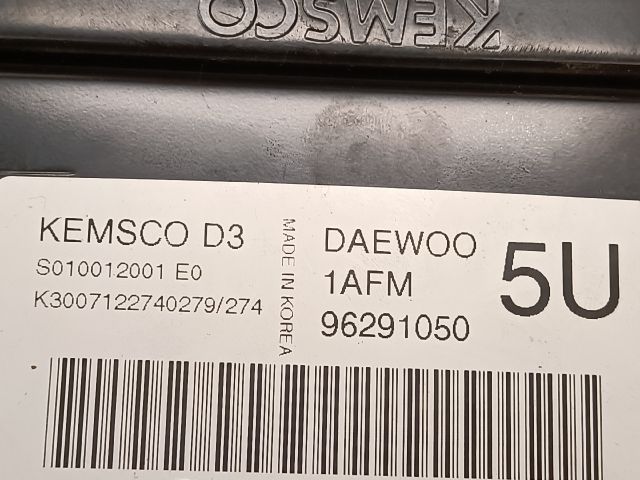 KEMSCO
KEMSCO D3
S010012001 E0
K3007122740279/274
MADE IN KOREA
DAEWOO
1AFM
96291050
5U